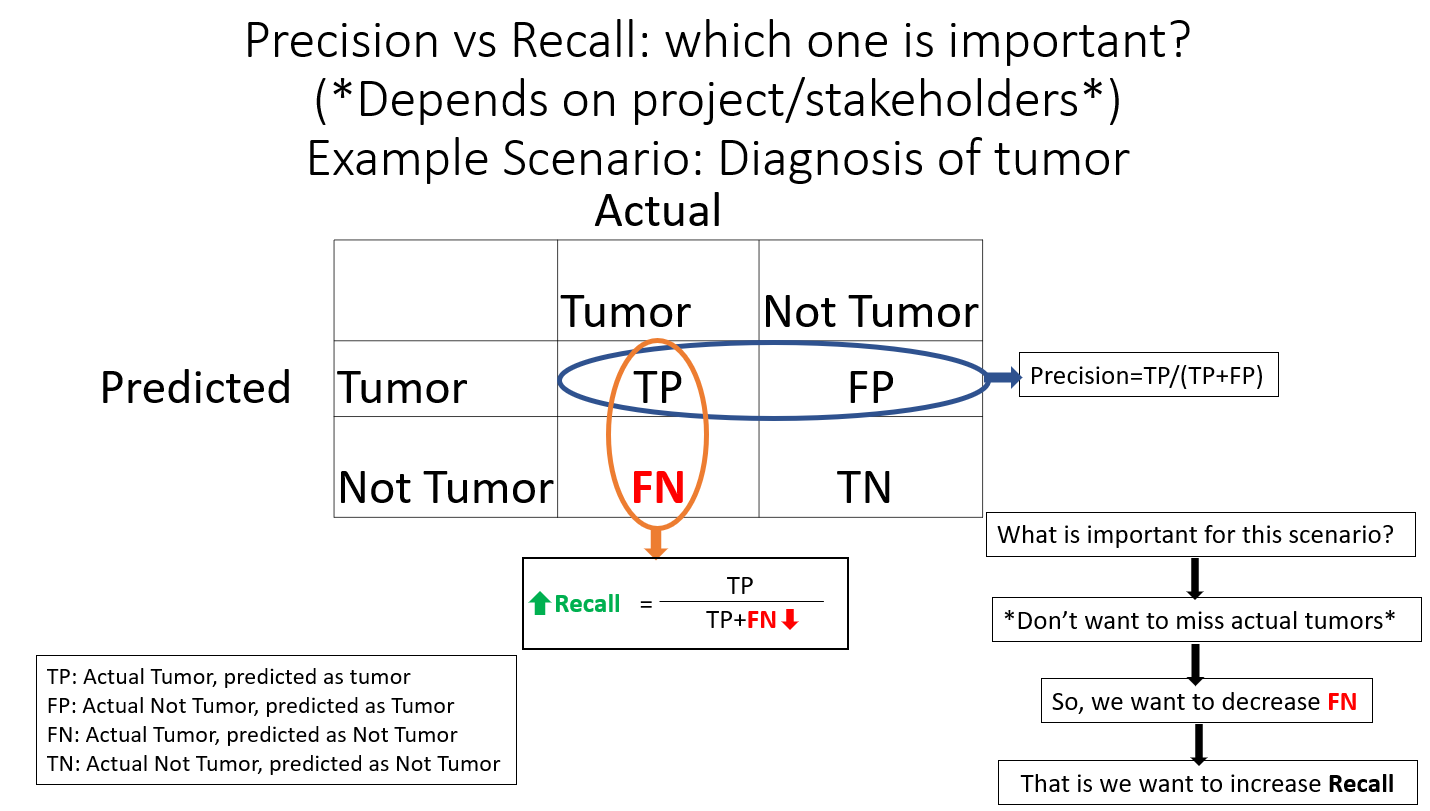 Precision vs Recall: which one is important?
(*Depends on project/stakeholders*)
Example Scenario: Diagnosis of tumor
Actual
Tumor
Not Tumor
Predicted
Tumor
TP
FP
Precision=TP/(TP+FP)
Not Tumor
FN
TN
Recall = TP
TP+FN
What is important for this scenario?
*Don’t want to miss actual tumors*
So, we want to decrease FN
That is we want to increase Recall
TP: Actual Tumor, predicted as tumor
FP: Actual Not Tumor, predicted as Tumor
FN: Actual Tumor, predicted as Not Tumor
TN: Actual Not Tumor, predicted as Not Tumor